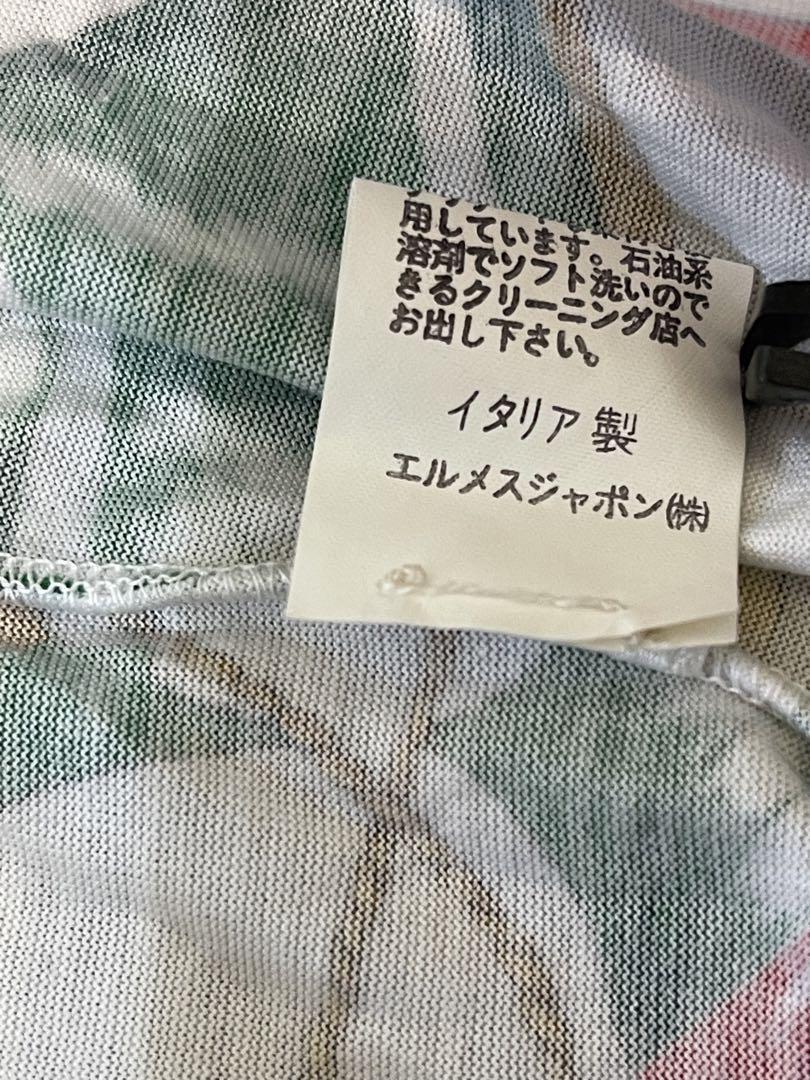 用しています。石油系
溶剤でソフト洗いので
きるクリーニング店へ
お出し下さい。
イタリア製
エルメスジャポン(株)